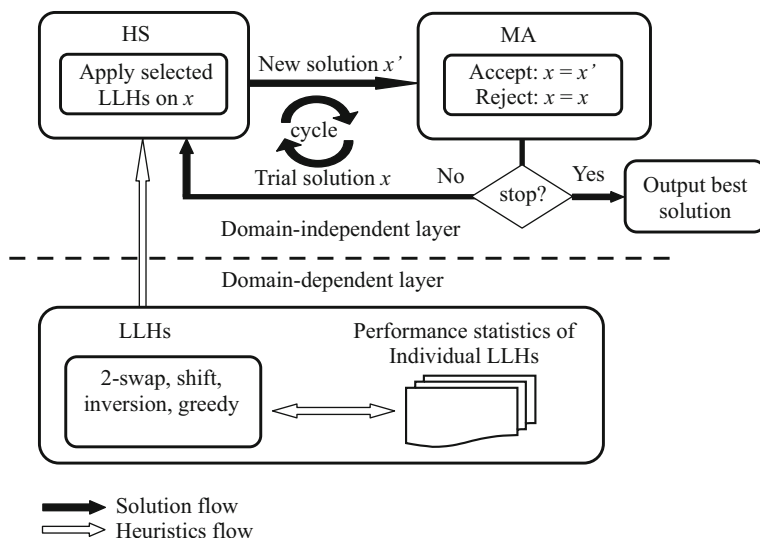 HS
Apply selected
LLHs on x
New solution x’
MA
Accept: x = x’
Reject: x = x
cycle
Trial solution x
No
stop?
Yes
Output best
solution
Domain-independent layer
Domain-dependent layer
LLHs
2-swap, shift,
inversion, greedy
Performance statistics of
Individual LLHs
Solution flow
Heuristics flow